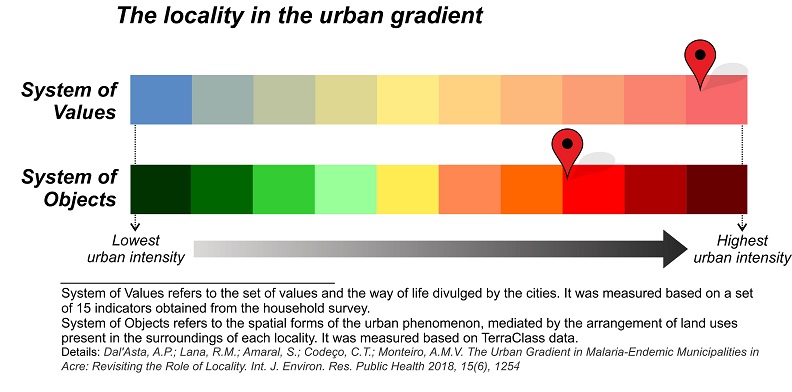 The locality in the urban gradient
System of
Values
System of
Objects
Lowest
urban intensity
Highest
urban intensity
System of Values refers to the set of values and the way of life divulged by the cities. It was measured based on a set
of 15 indicators obtained from the household survey.
System of Objects refers to the spatial forms of the urban phenomenon, mediated by the arrangement of land uses
present in the surroundings of each locality. It was measured based on TerraClass data.
Details: Dal'Asta, A.P.; Lana, R.M.; Amaral, S.; Codeço, C.T.; Monteiro, A.M.V. The Urban Gradient in Malaria-Endemic Municipalities in
Acre: Revisiting the Role of Locality. Int. J. Environ. Res. Public Health 2018, 15(6), 1254